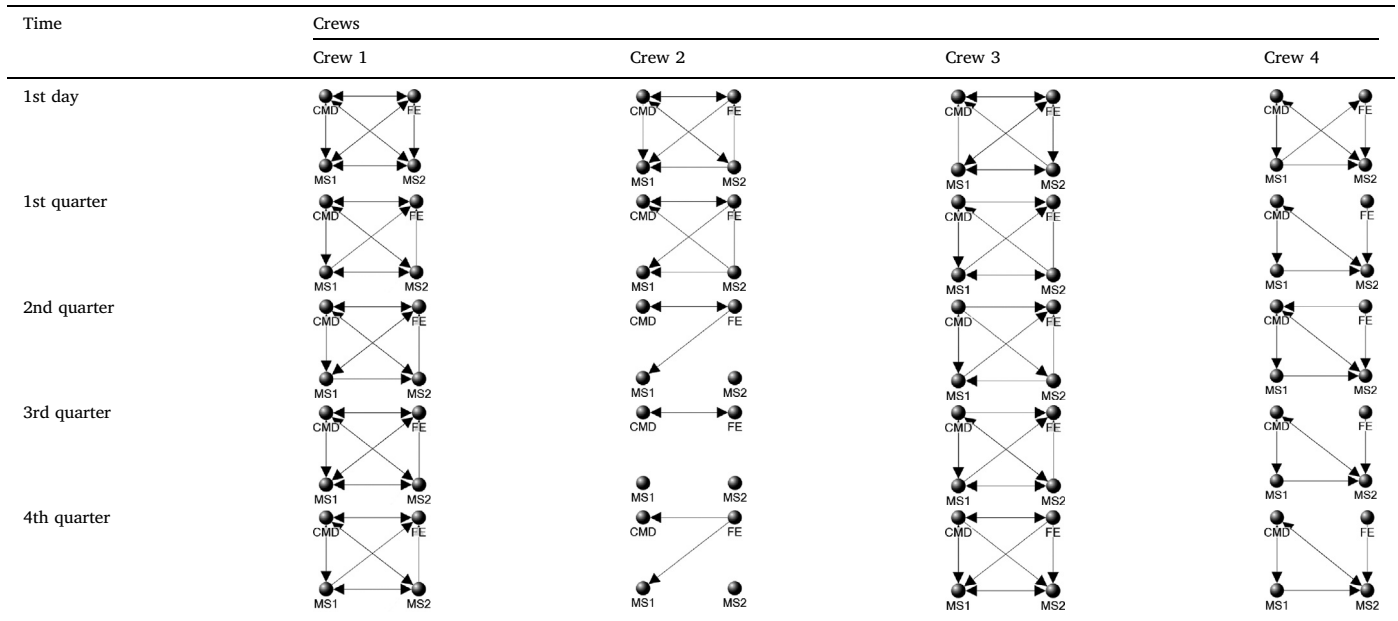 Time Crews
Crew 1 Crew 2 Crew 3 Crew 4
1st day
CMD FE CMD FE CMD FE CMD FE
MS1 MS2 MS1 MS2 MS1 MS2 MS1 MS2
1st quarter
CMD FE CMD FE CMD FE CMD FE
MS1 MS2 MS1 MS2 MS1 MS2 MS1 MS2
2nd quarter
CMD FE CMD FE CMD FE CMD FE
MS1 MS2 MS1 MS2 MS1 MS2 MS1 MS2
3rd quarter
CMD FE CMD FE CMD FE CMD FE
MS1 MS2 MS1 MS2 MS1 MS2 MS1 MS2
4th quarter
CMD FE CMD FE CMD FE CMD FE
MS1 MS2 MS1 MS2 MS1 MS2 MS1 MS2